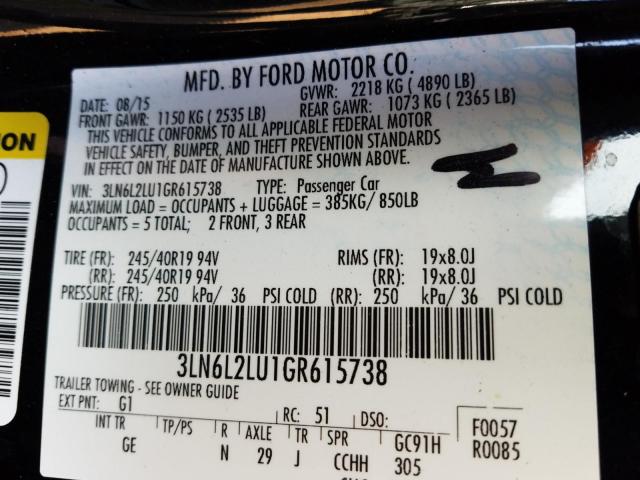 MFD. BY FORD MOTOR CO.
DATE: 08/15 GVWR: 2218 KG ( 4890 LB)
FRONT GAWR: 1150 KG ( 2535 LB) REAR GAWR: 1073 KG ( 2365 LB)
THIS VEHICLE CONFORMS TO ALL APPLICABLE FEDERAL MOTOR
VEHICLE SAFETY, BUMPER, AND THEFT PREVENTION STANDARDS
IN EFFECT ON THE DATE OF MANUFACTURE SHOWN ABOVE.
VIN: 3LN6L2LU1GR615738 TYPE: Passenger Car
MAXIMUM LOAD = OCCUPANTS + LUGGAGE = 385KG/ 850LB
OCCUPANTS = 5 TOTAL; 2 FRONT, 3 REAR
TIRE (FR): 245/40R19 94V RIMS (FR): 19x8.0J
(RR): 245/40R19 94V (RR): 19x8.0J
PRESSURE (FR): 250 kPa/ 36 PSI COLD (RR): 250 kPa/ 36 PSI COLD
3LN6L2LU1GR615738
TRAILER TOWING - SEE OWNER GUIDE
EXT PNT: G1 RC: 51 DSO: F0057
INT TR TP/PS R AXLE TR SPR GC91H R0085
GE N 29 J CCHH 305